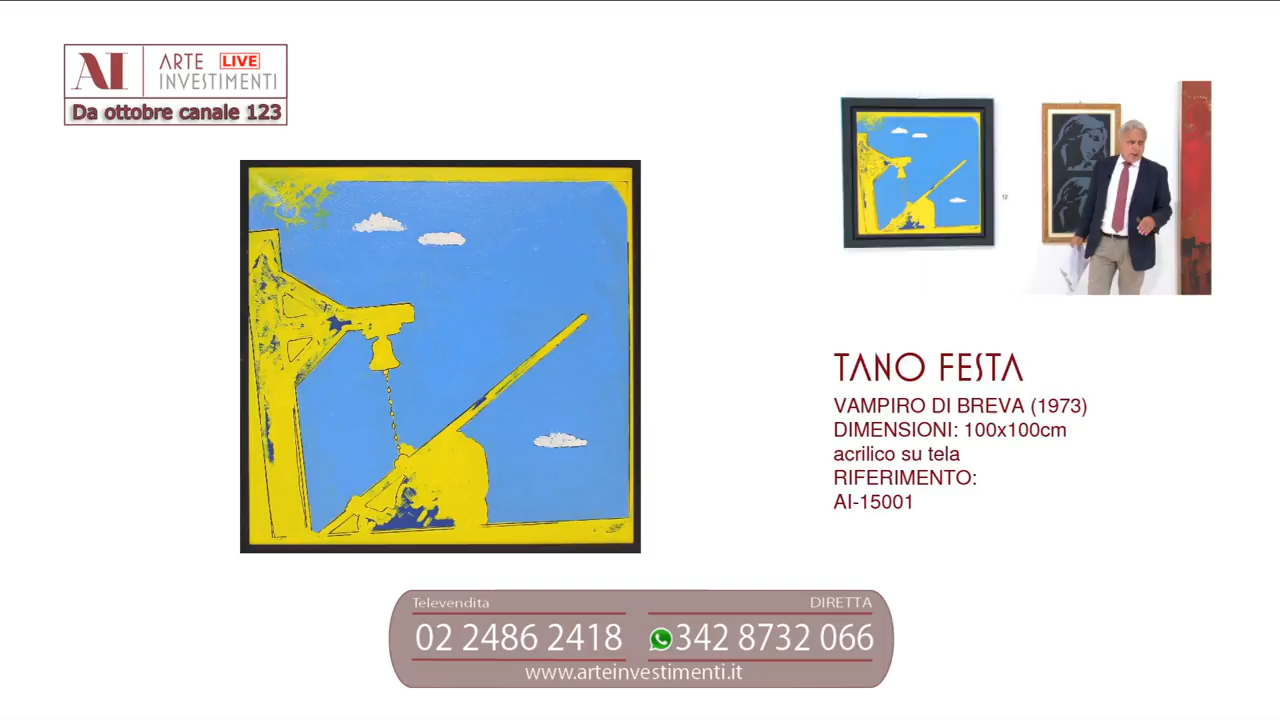 AI ARTE LIVE
INVESTIMENTI
Da ottobre canale 123
TANO FESTA
VAMPIRO DI BREVA (1973)
DIMENSIONI: 100x100cm
acrilico su tela
RIFERIMENTO:
AI-15001
Televendita
DIRETTA
02 2486 2418
342 8732 066
www.arteinvestimenti.it